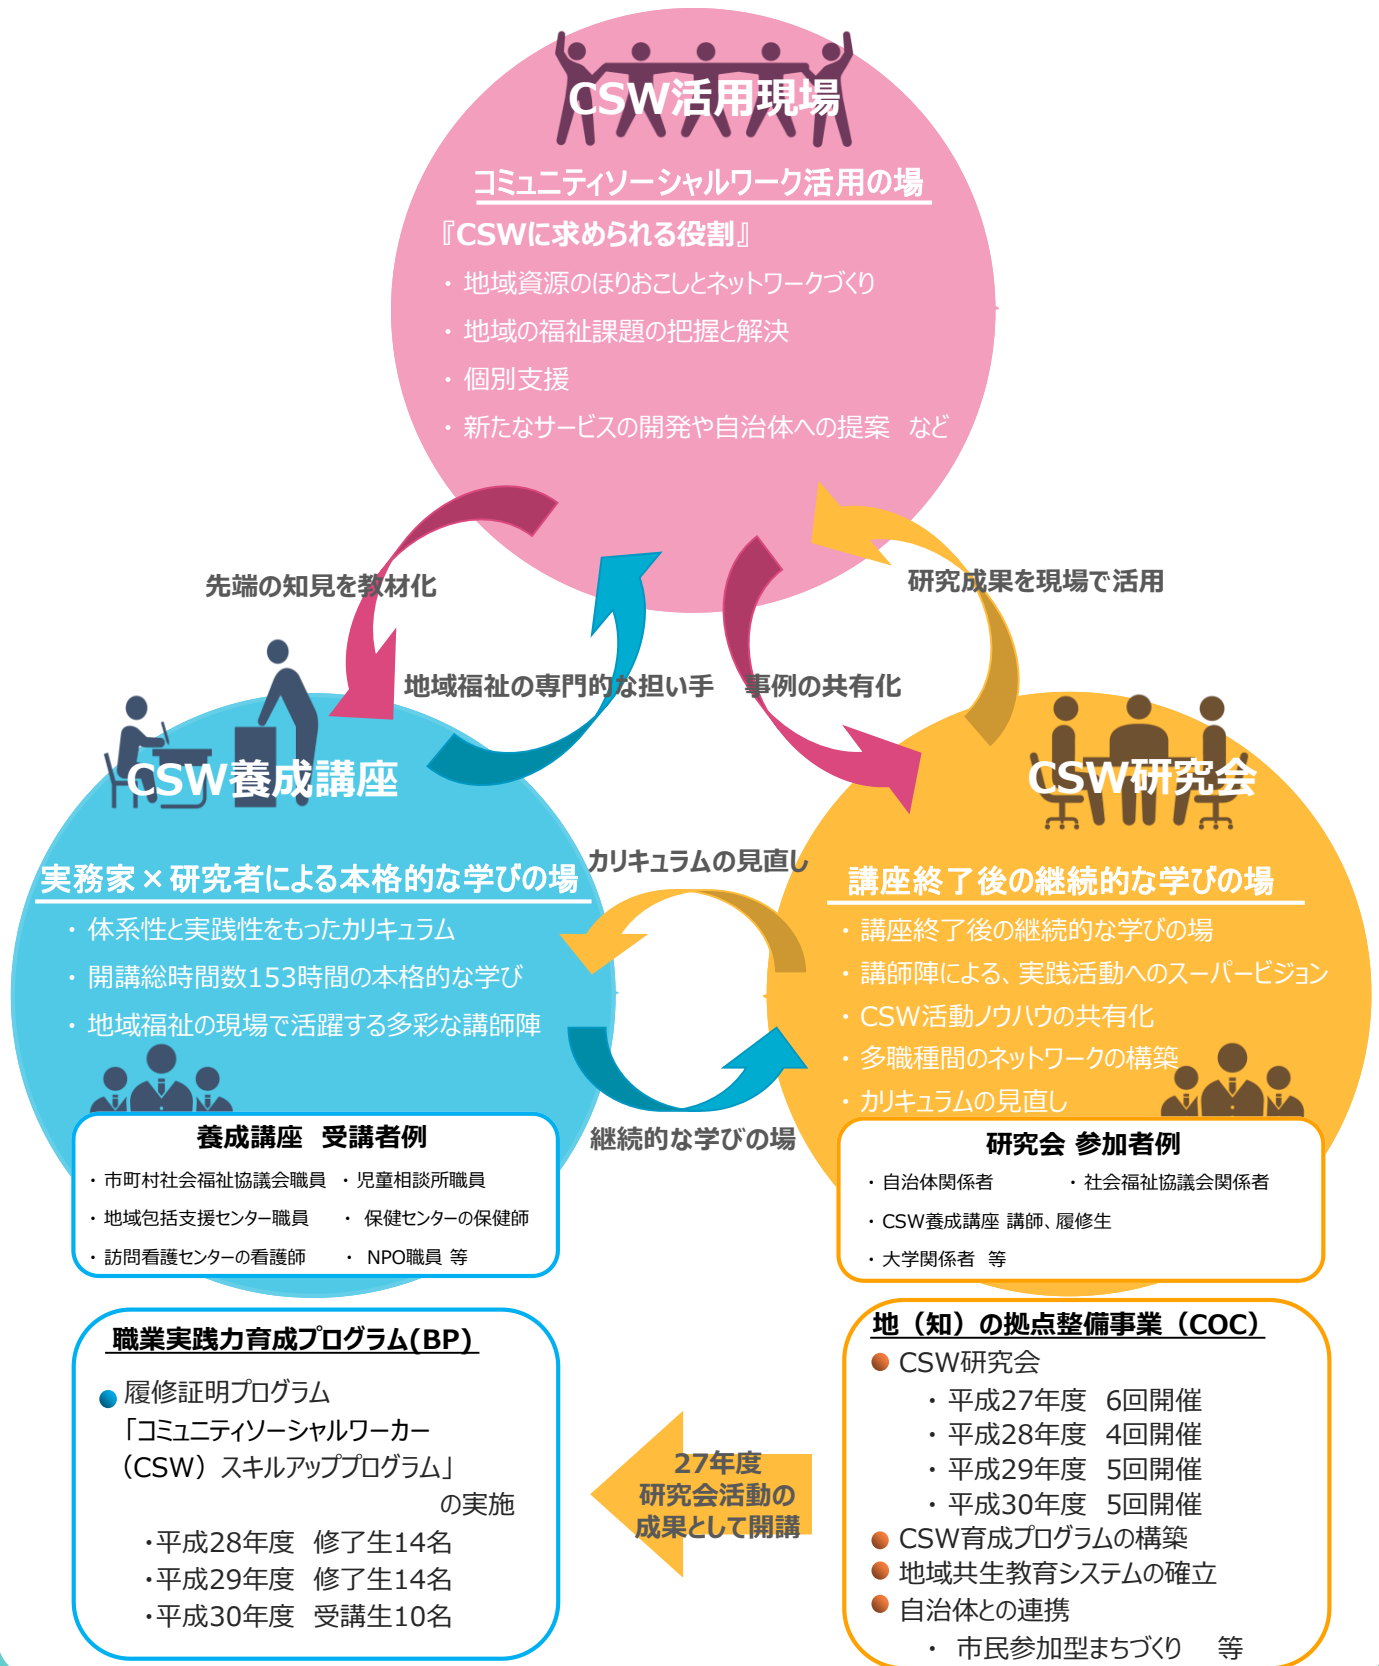 CSW活用現場
コミュニティソーシャルワーク活用の場
『CSWに求められる役割』
・地域資源のほりおこしとネットワークづくり
・地域の福祉課題の把握と解決
・個別支援
・新たなサービスの開発や自治体への提案 など
先端の知見を教材化
研究成果を現場で活用
地域福祉の専門的な担い手
事例の共有化
CSW養成講座
実務家×研究者による本格的な学びの場
・体系性と実践性をもったカリキュラム
・開講総時間数153時間の本格的な学び
・地域福祉の現場で活躍する多彩な講師陣
カリキュラムの見直し
継続的な学びの場
CSW研究会
講座終了後の継続的な学びの場
・講座終了後の継続的な学びの場
・講師陣による、実践活動へのスーパービジョン
・CSW活動ノウハウの共有化
・多職種間のネットワークの構築
・カリキュラムの見直し
養成講座 受講者例
・市町村社会福祉協議会職員 ・児童相談所職員
・地域包括支援センター職員 ・ 保健センターの保健師
・訪問看護センターの看護師 ・ NPO職員 等
研究会 参加者例
・自治体関係者 ・社会福祉協議会関係者
・CSW養成講座 講師、履修生
・大学関係者 等
職業実践力育成プログラム(BP)
履修証明プログラム
「コミュニティソーシャルワーカー
（CSW）スキルアッププログラム」
の実施
・平成28年度 修了生14名
・平成29年度 修了生14名
・平成30年度 受講生10名
27年度
研究会活動の
成果として開講
地（知）の拠点整備事業（COC）
CSW研究会
・平成27年度 6回開催
・平成28年度 4回開催
・平成29年度 5回開催
・平成30年度 5回開催
CSW育成プログラムの構築
地域共生教育システムの確立
自治体との連携
・ 市民参加型まちづくり 等